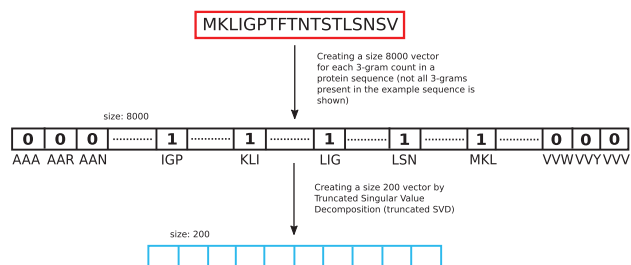 MKLIGPTFTNTSTLSNSV
Creating a size 8000 vector
for each 3-gram count in a
protein sequence (not all 3-grams
present in the example sequence is
shown)
size: 8000
0 0 0 1 1 1 1 1 0 0 0
AAA AAR AAN IGP KLI LIG LSN MKL VVW VVY VVV
Creating a size 200 vector by
Truncated Singular Value
Decomposition (truncated SVD)
size: 200